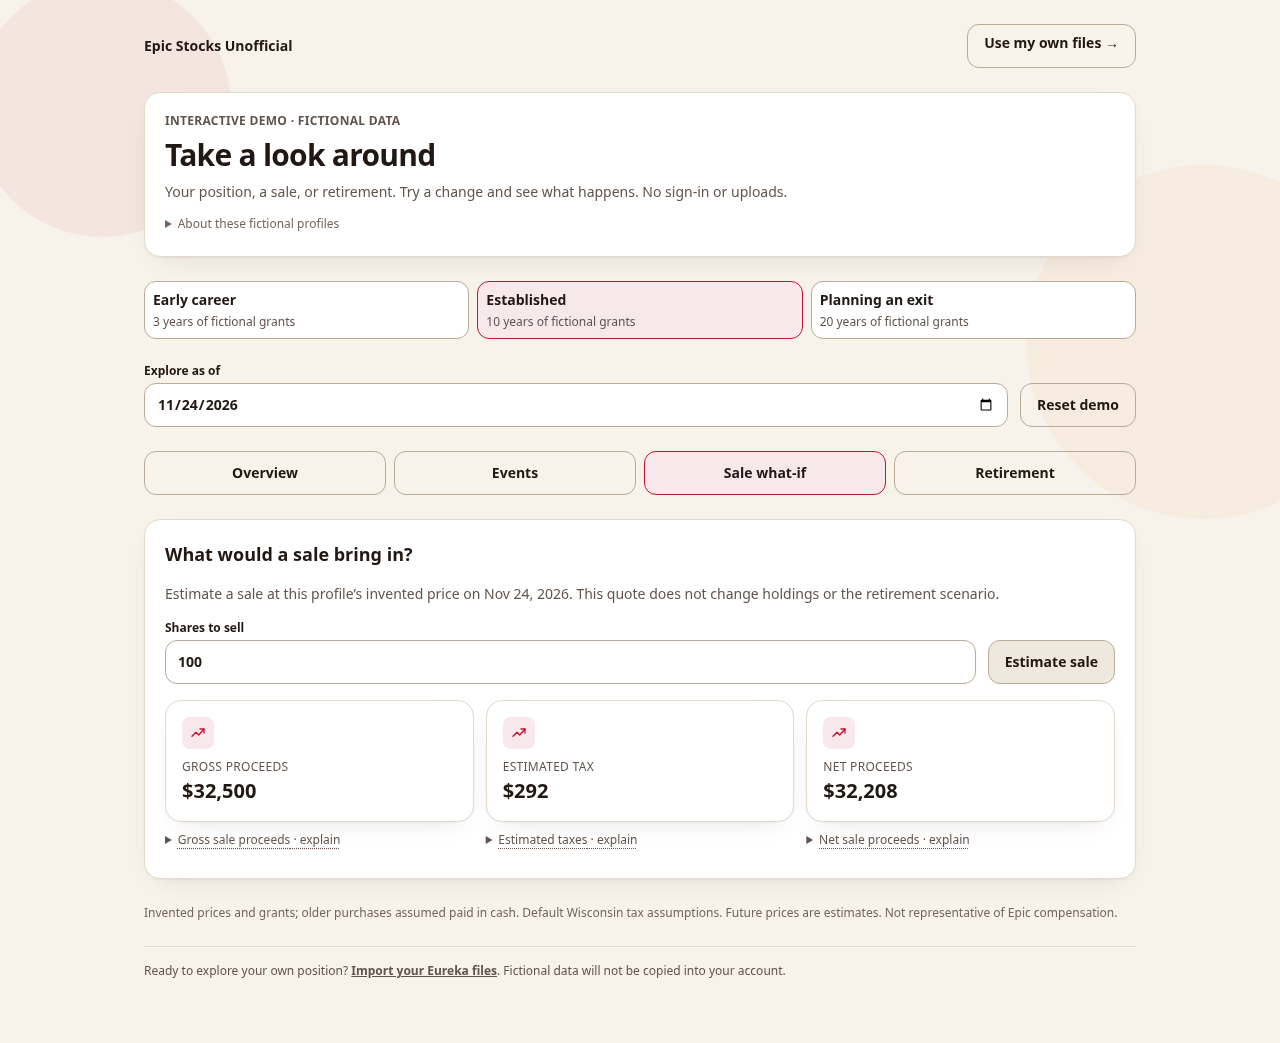 Epic Stocks Unofficial
Use my own files →
INTERACTIVE DEMO · FICTIONAL DATA
Take a look around
Your position, a sale, or retirement. Try a change and see what happens. No sign-in or uploads.
About these fictional profiles
Early career
3 years of fictional grants
Established
10 years of fictional grants
Planning an exit
20 years of fictional grants
Explore as of
11/24/2026
Reset demo
Overview
Events
Sale what-if
Retirement
What would a sale bring in?
Estimate a sale at this profile’s invented price on Nov 24, 2026. This quote does not change holdings or the retirement scenario.
Shares to sell
100
Estimate sale
GROSS PROCEEDS
$32,500
ESTIMATED TAX
$292
NET PROCEEDS
$32,208
Gross sale proceeds · explain
Estimated taxes · explain
Net sale proceeds · explain
Invented prices and grants; older purchases assumed paid in cash. Default Wisconsin tax assumptions. Future prices are estimates. Not representative of Epic compensation.
Ready to explore your own position? Import your Eureka files. Fictional data will not be copied into your account.